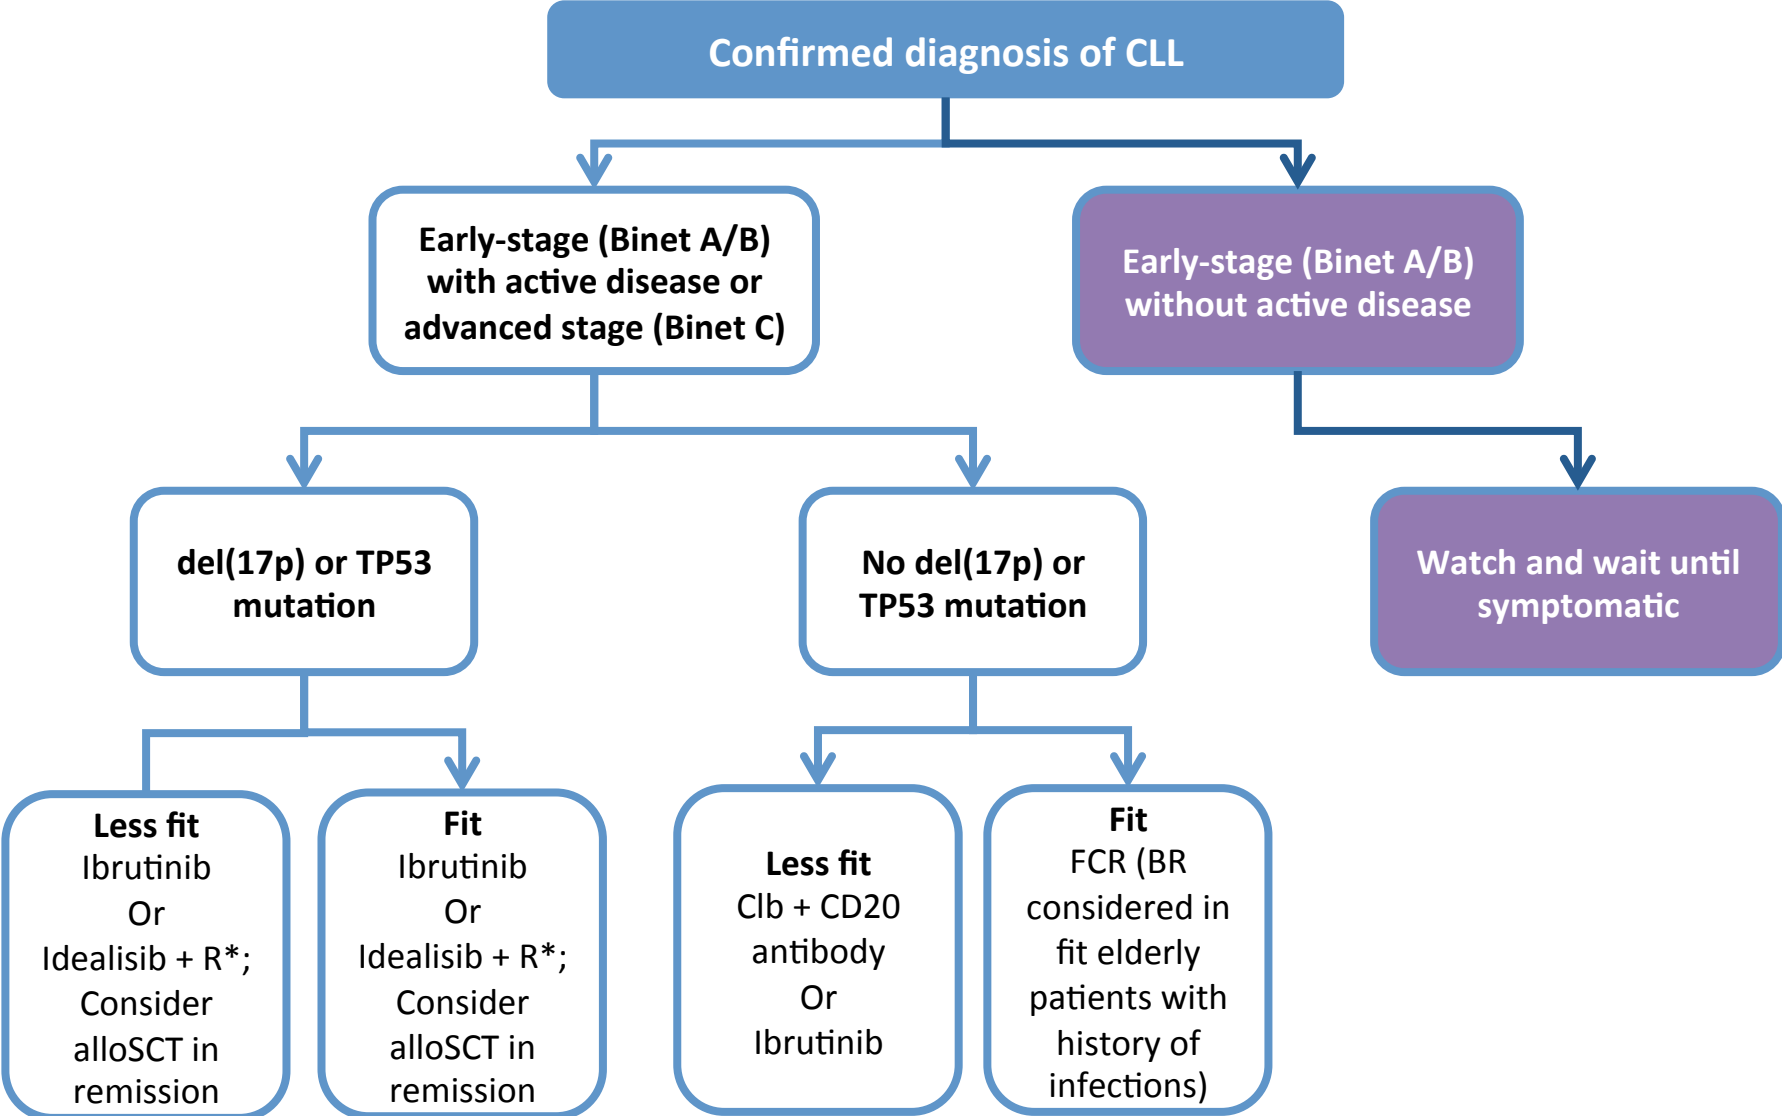 Confirmed diagnosis of CLL
Early-stage (Binet A/B)
with active disease or
advanced stage (Binet C)
Early-stage (Binet A/B)
without active disease
del(17p) or TP53
mutation
No del(17p) or
TP53 mutation
Watch and wait until
symptomatic
Less fit
Ibrutinib
Or
Idealisib + R*;
Consider
alloSCT in
remission
Fit
Ibrutinib
Or
Idealisib + R*;
Consider
alloSCT in
remission
Less fit
Clb + CD20
antibody
Or
Ibrutinib
Fit
FCR (BR
considered in
fit elderly
patients with
history of
infections)